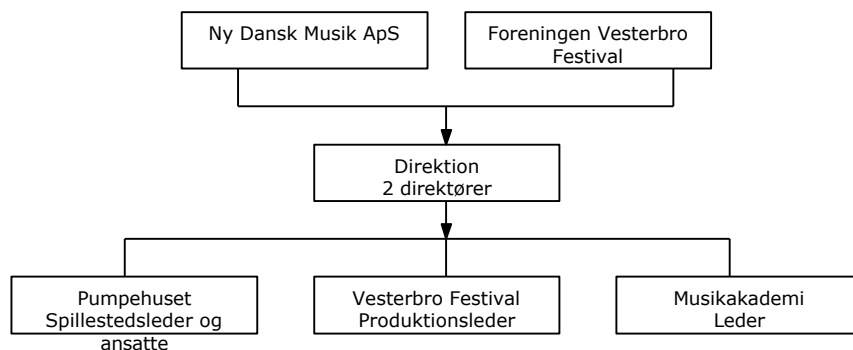 Ny Dansk Musik ApS
Foreningen Vesterbro
Festival
Direktion
2 direktører
Pumpehuset
Spillestedsleder og
ansatte
Vesterbro Festival
Produktionsleder
Musikakademi
Leder